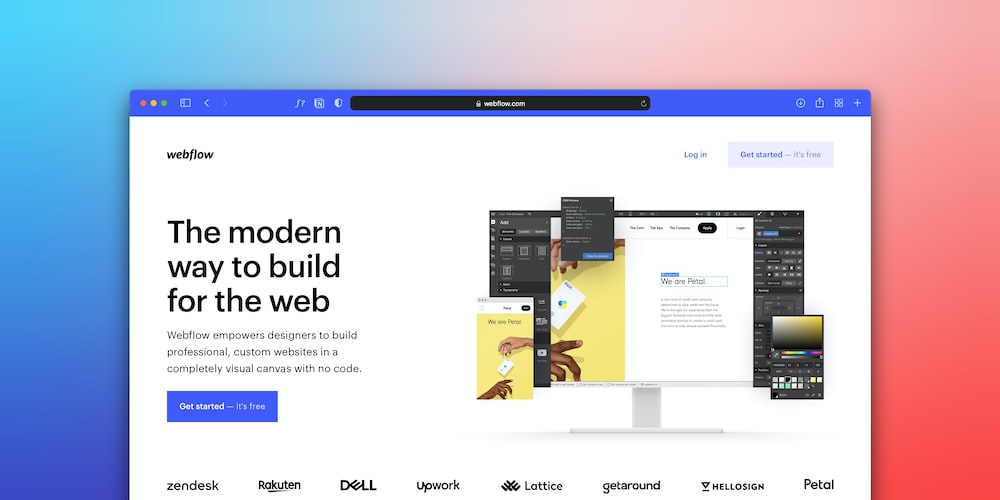 webflow.com
webflow
Log in
Get started — it's free
The modern
way to build
for the web
Webflow empowers designers to build
professional, custom websites in a
completely visual canvas with no code.
Get started — it's free
Add
Elements
The Card
The App
The Company
Apply
Login
We are Petal.
Petal
We are Petal.
zendesk
Rakuten
DELL
upwork
Lattice
getaround
HELLOSIGN
Petal